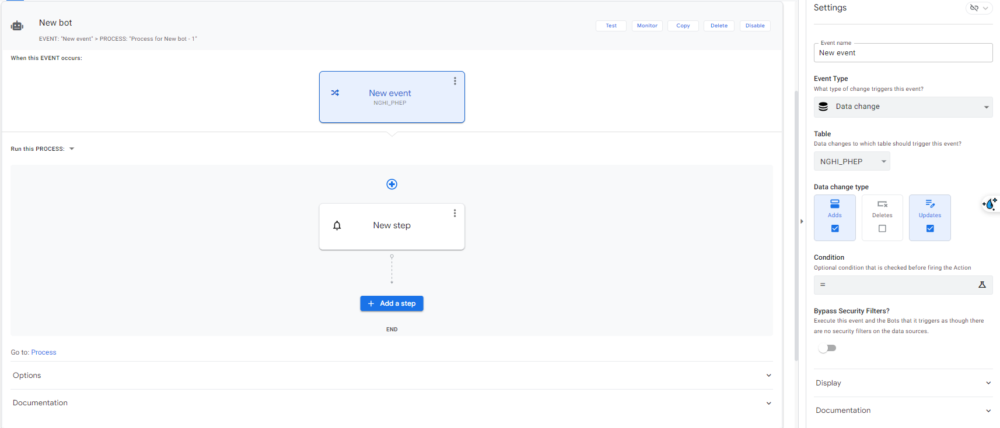 New bot
Test
Monitor
Copy
Delete
Disable
EVENT: "New event" > PROCESS: "Process for New bot - 1"
When this EVENT occurs:
New event
NGHI_PHEP
Run this PROCESS:
New step
+ Add a step
END
Go to: Process
Options
Documentation
Settings
Event name
New event
Event Type
What type of change triggers this event?
Data change
Table
Data changes to which table should trigger this event?
NGHI_PHEP
Data change type
Adds
Deletes
Updates
Condition
Optional condition that is checked before firing the Action
=
Bypass Security Filters?
Execute this event and the Bots that it triggers as though there
are no security filters on the data sources.
Display
Documentation